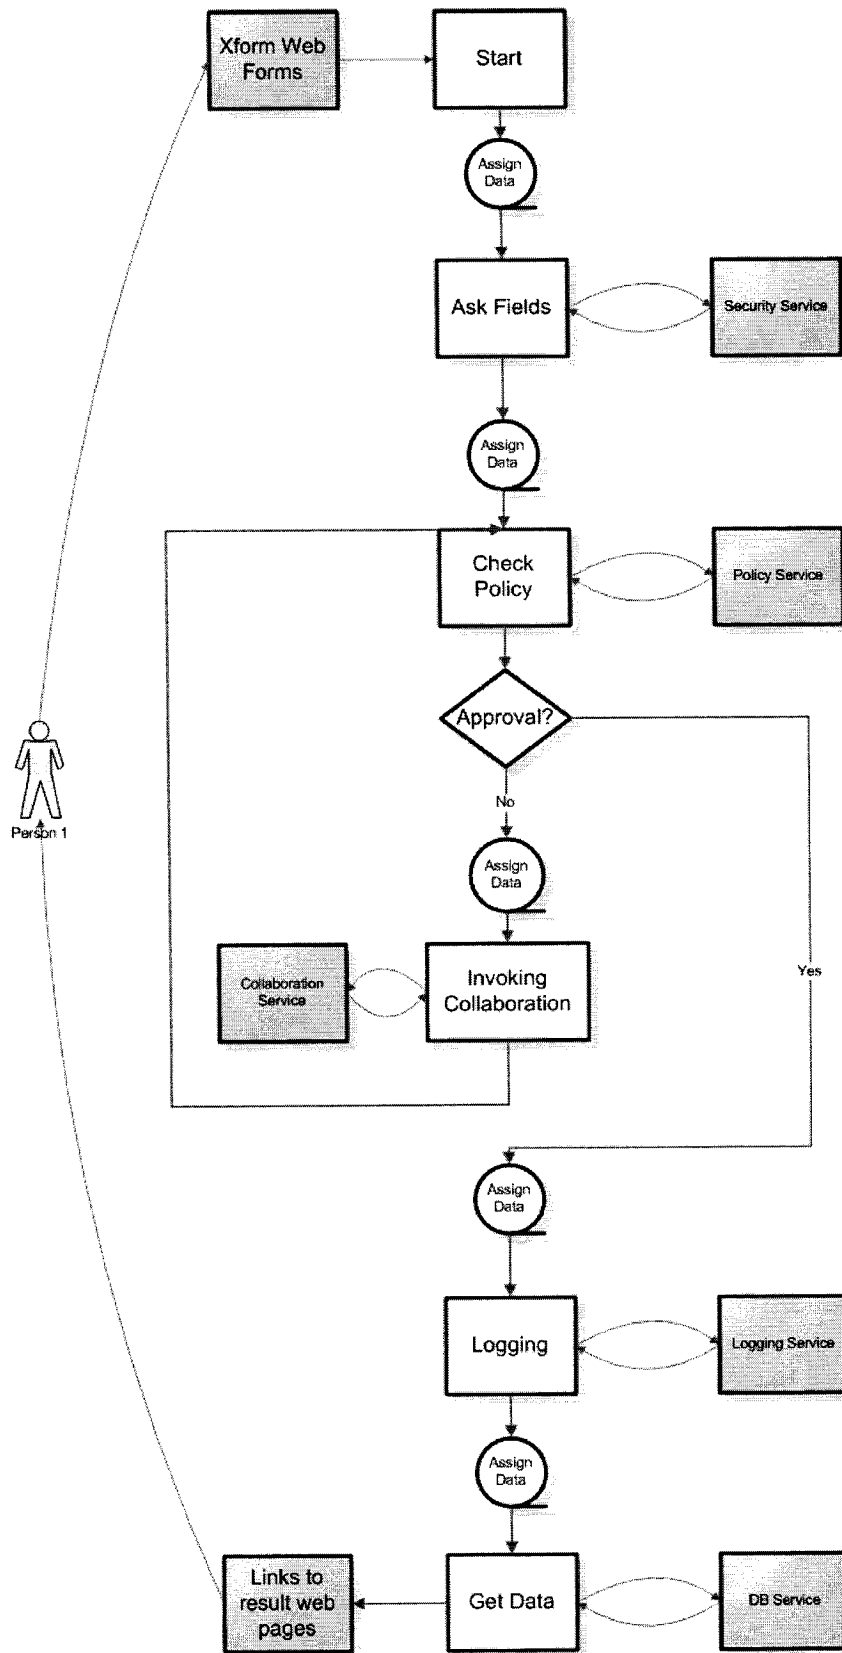 Xform Web
Forms
Start
Assign
Data
Ask Fields
Security Service
Assign
Data
Check
Policy
Policy Service
Approval?
No
Person 1
Assign
Data
Collaboration
Service
Invoking
Collaboration
Yes
Assign
Data
Logging
Logging Service
Assign
Data
Links to
result web
pages
Get Data
DB Service